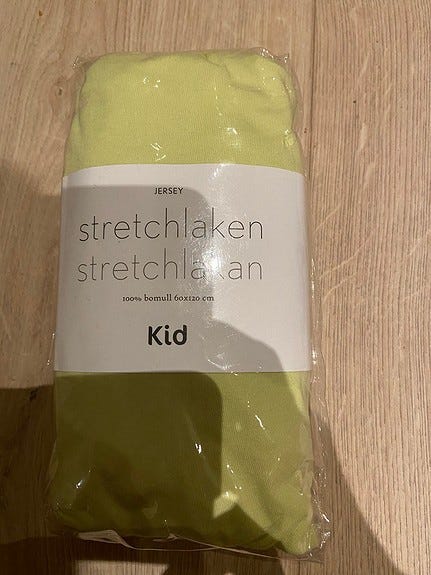 JERSEY
stretchlaken
stretchlakan
100% bomull 60x120 cm
Kid